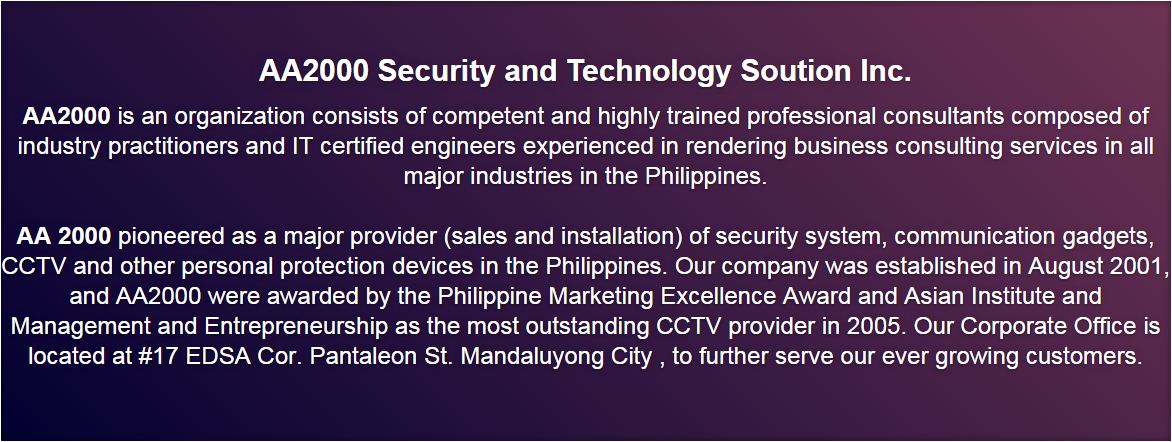 AA2000 Security and Technology Soution Inc.
AA2000 is an organization consists of competent and highly trained professional consultants composed of
industry practitioners and IT certified engineers experienced in rendering business consulting services in all
major industries in the Philippines.
AA 2000 pioneered as a major provider (sales and installation) of security system, communication gadgets,
CCTV and other personal protection devices in the Philippines. Our company was established in August 2001,
and AA2000 were awarded by the Philippine Marketing Excellence Award and Asian Institute and
Management and Entrepreneurship as the most outstanding CCTV provider in 2005. Our Corporate Office is
located at #17 EDSA Cor. Pantaleon St. Mandaluyong City , to further serve our ever growing customers.